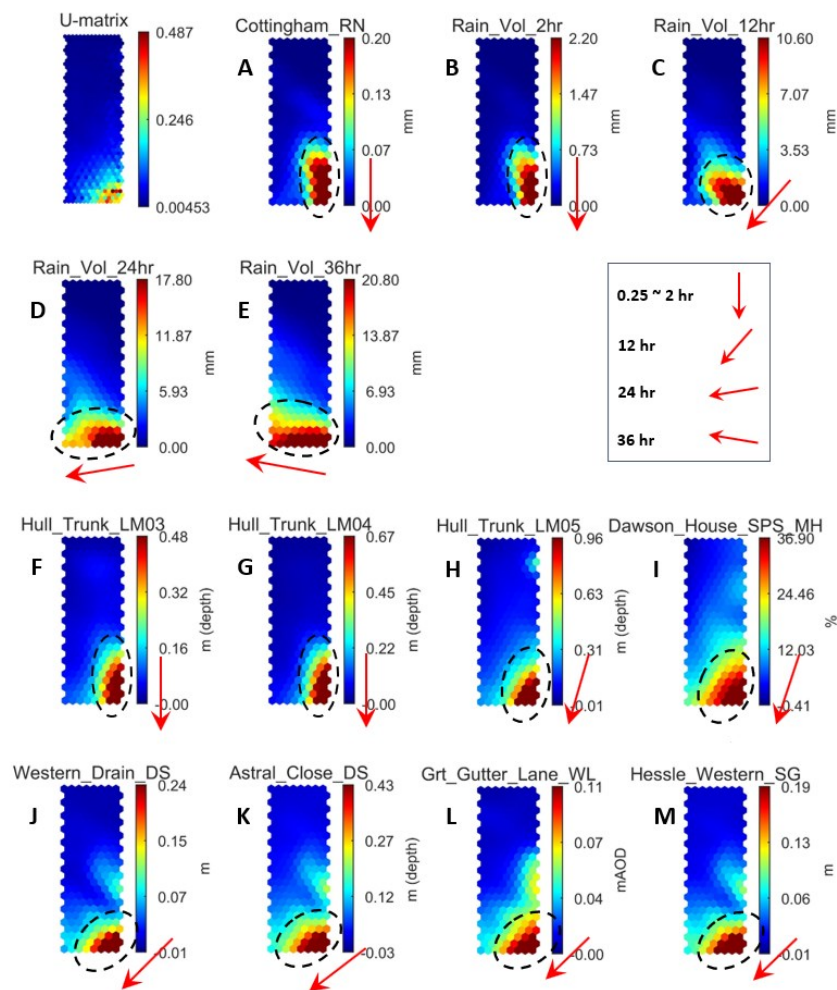 U-matrix
0.487
0.246
0.00453
Cottingham_RN
A
0.20
0.13
0.07
0.00
mm
Rain_Vol_2hr
B
2.20
1.47
0.73
0.00
mm
Rain_Vol_12hr
C
10.60
7.07
3.53
0.00
mm
Rain_Vol_24hr
D
17.80
11.87
5.93
0.00
mm
Rain_Vol_36hr
E
20.80
13.87
6.93
0.00
mm
0.25 ~ 2 hr
12 hr
24 hr
36 hr
Hull_Trunk_LM03
F
0.48
0.32
0.16
-0.00
m (depth)
Hull_Trunk_LM04
G
0.67
0.44
0.22
-0.00
m (depth)
Hull_Trunk_LM05
H
0.96
0.63
0.31
-0.01
m (depth)
Dawson_House_SPS_MH
I
36.90
24.46
12.03
-0.41
%
Western_Drain_DS
J
0.24
0.15
0.07
-0.01
m
Astral_Close_DS
K
0.43
0.27
0.12
-0.03
m (depth)
Grt_Gutter_Lane_WL
L
0.11
0.07
0.04
-0.00
mAOD
Hessle_Western_SG
M
0.19
0.13
0.06
-0.01
m